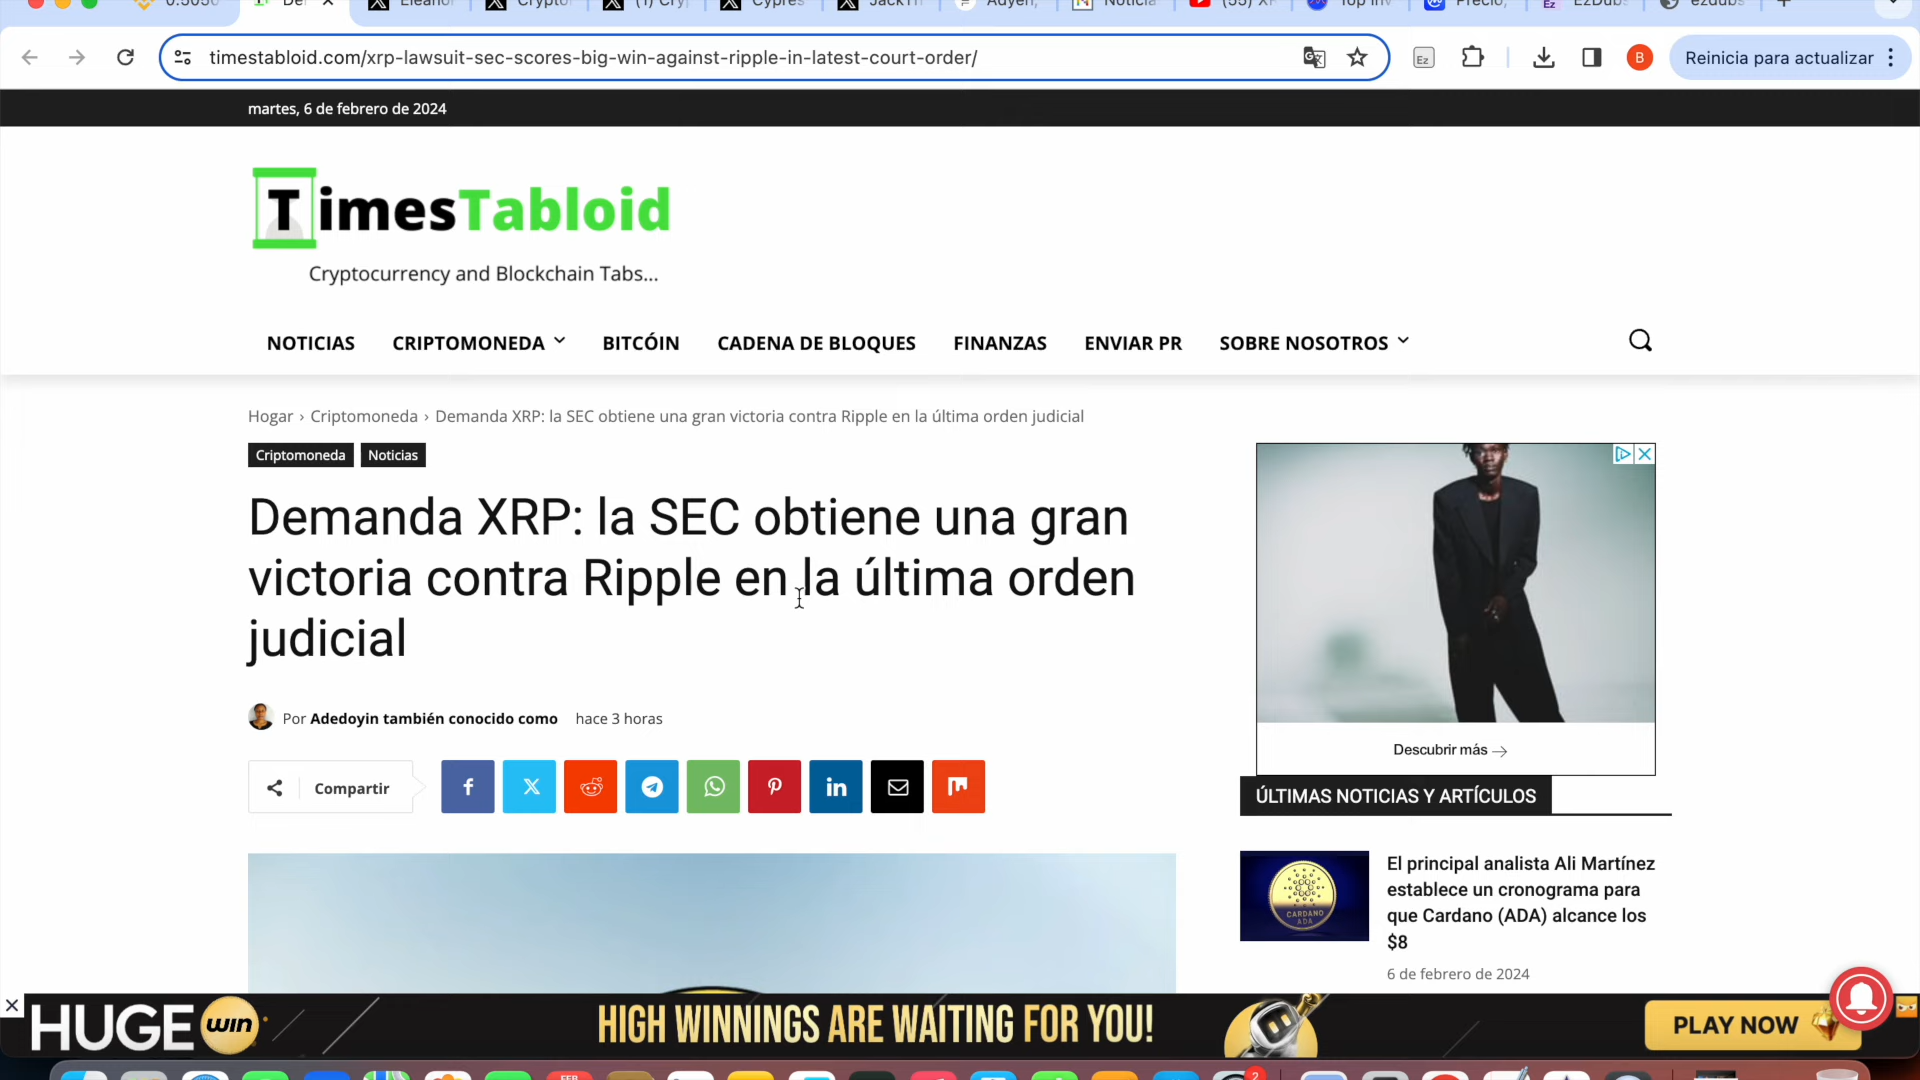 timestabloid.com/xrp-lawsuit-sec-scores-big-win-against-ripple-in-latest-court-order/
Ez
B
Reinicia para actualizar
martes, 6 de febrero de 2024
TimesTabloid
Cryptocurrency and Blockchain Tabs...
NOTICIAS CRIPTOMONEDA BITCÓIN CADENA DE BLOQUES FINANZAS ENVIAR PR SOBRE NOSOTROS
Hogar › Criptomoneda › Demanda XRP: la SEC obtiene una gran victoria contra Ripple en la última orden judicial
Criptomoneda Noticias
Demanda XRP: la SEC obtiene una gran
victoria contra Ripple en la última orden
judicial
Por Adedoyin también conocido como hace 3 horas
Compartir
Descubrir más →
ÚLTIMAS NOTICIAS Y ARTÍCULOS
CARDANO
ADA
El principal analista Ali Martínez
establece un cronograma para
que Cardano (ADA) alcance los
$8
6 de febrero de 2024
HUGE win
HIGH WINNINGS ARE WAITING FOR YOU!
PLAY NOW
FEB
2